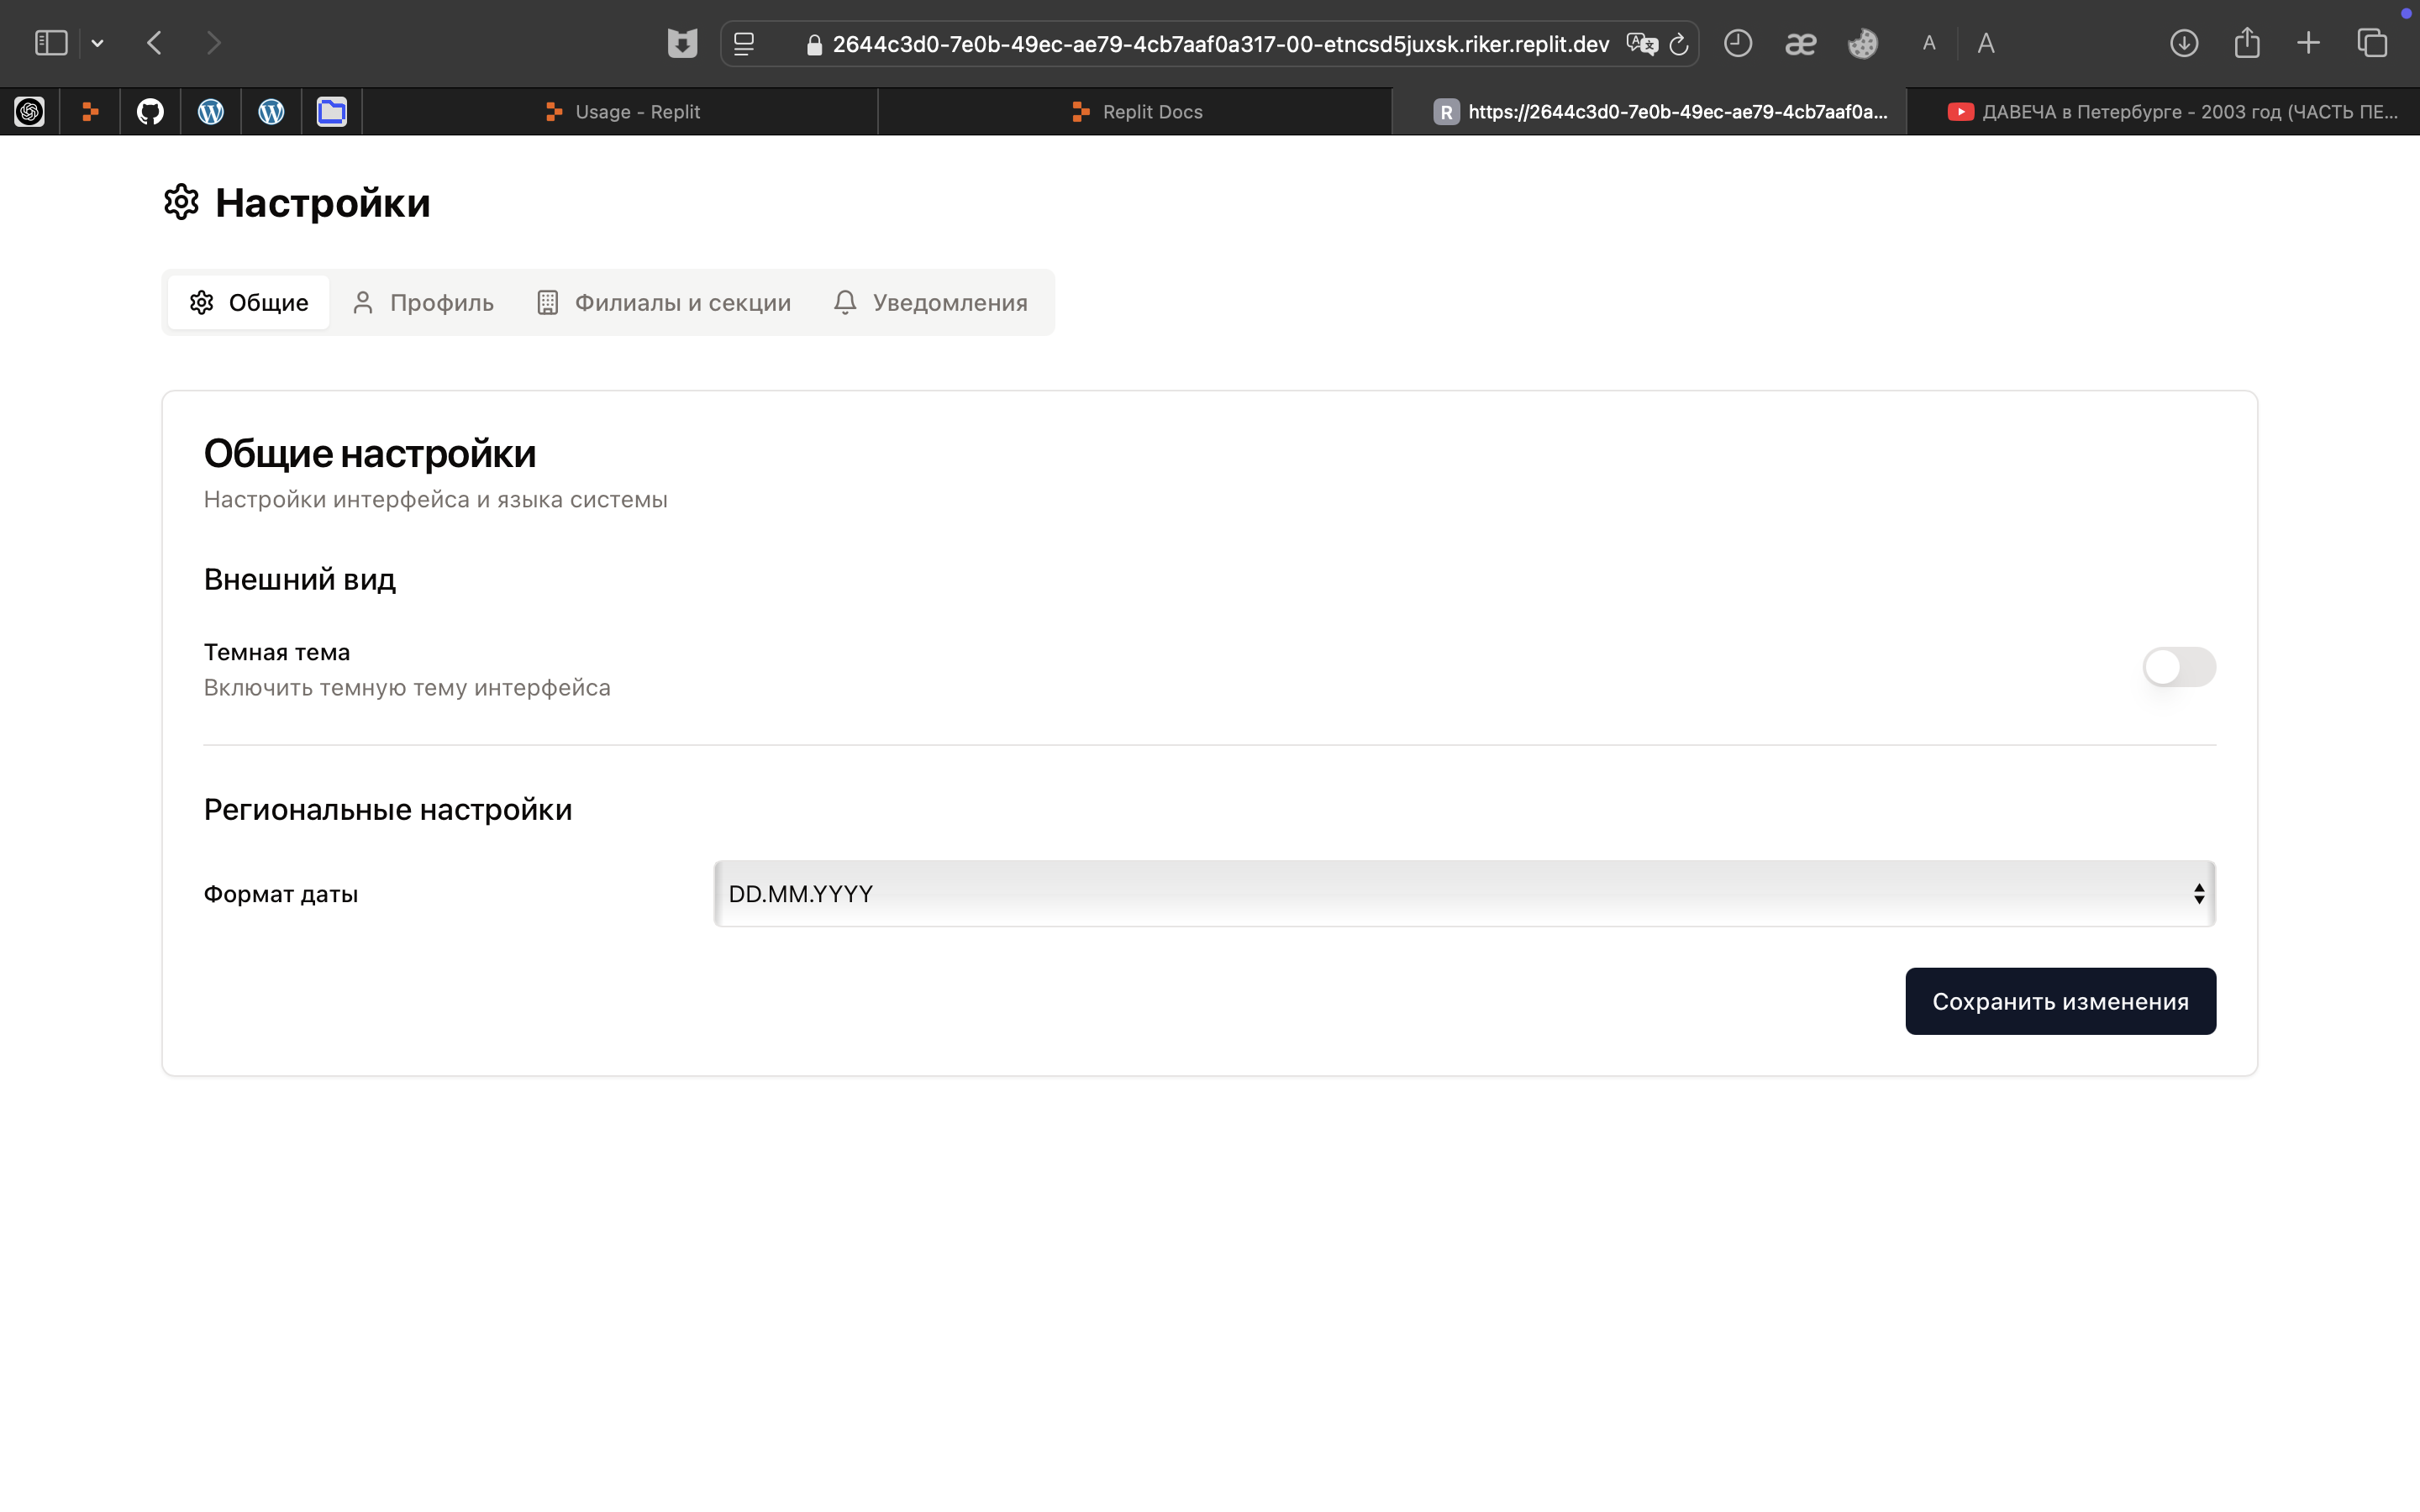 2644c3d0-7e0b-49ec-ae79-4cb7aaf0a317-00-etncsd5juxsk.riker.replit.dev
æ A A
Usage - Replit
Replit Docs
R https://2644c3d0-7e0b-49ec-ae79-4cb7aaf0a...
ДАВЕЧА в Петербурге - 2003 год (ЧАСТЬ ПЕ...
Настройки
Общие Профиль Филиалы и секции Уведомления
Общие настройки
Настройки интерфейса и языка системы
Внешний вид
Темная тема
Включить темную тему интерфейса
Региональные настройки
Формат даты DD.MM.YYYY
Сохранить изменения